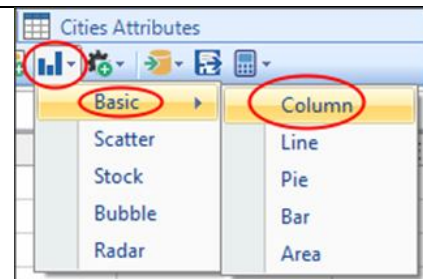 Cities Attributes
Basic
Scatter
Stock
Bubble
Radar
Column
Line
Pie
Bar
Area